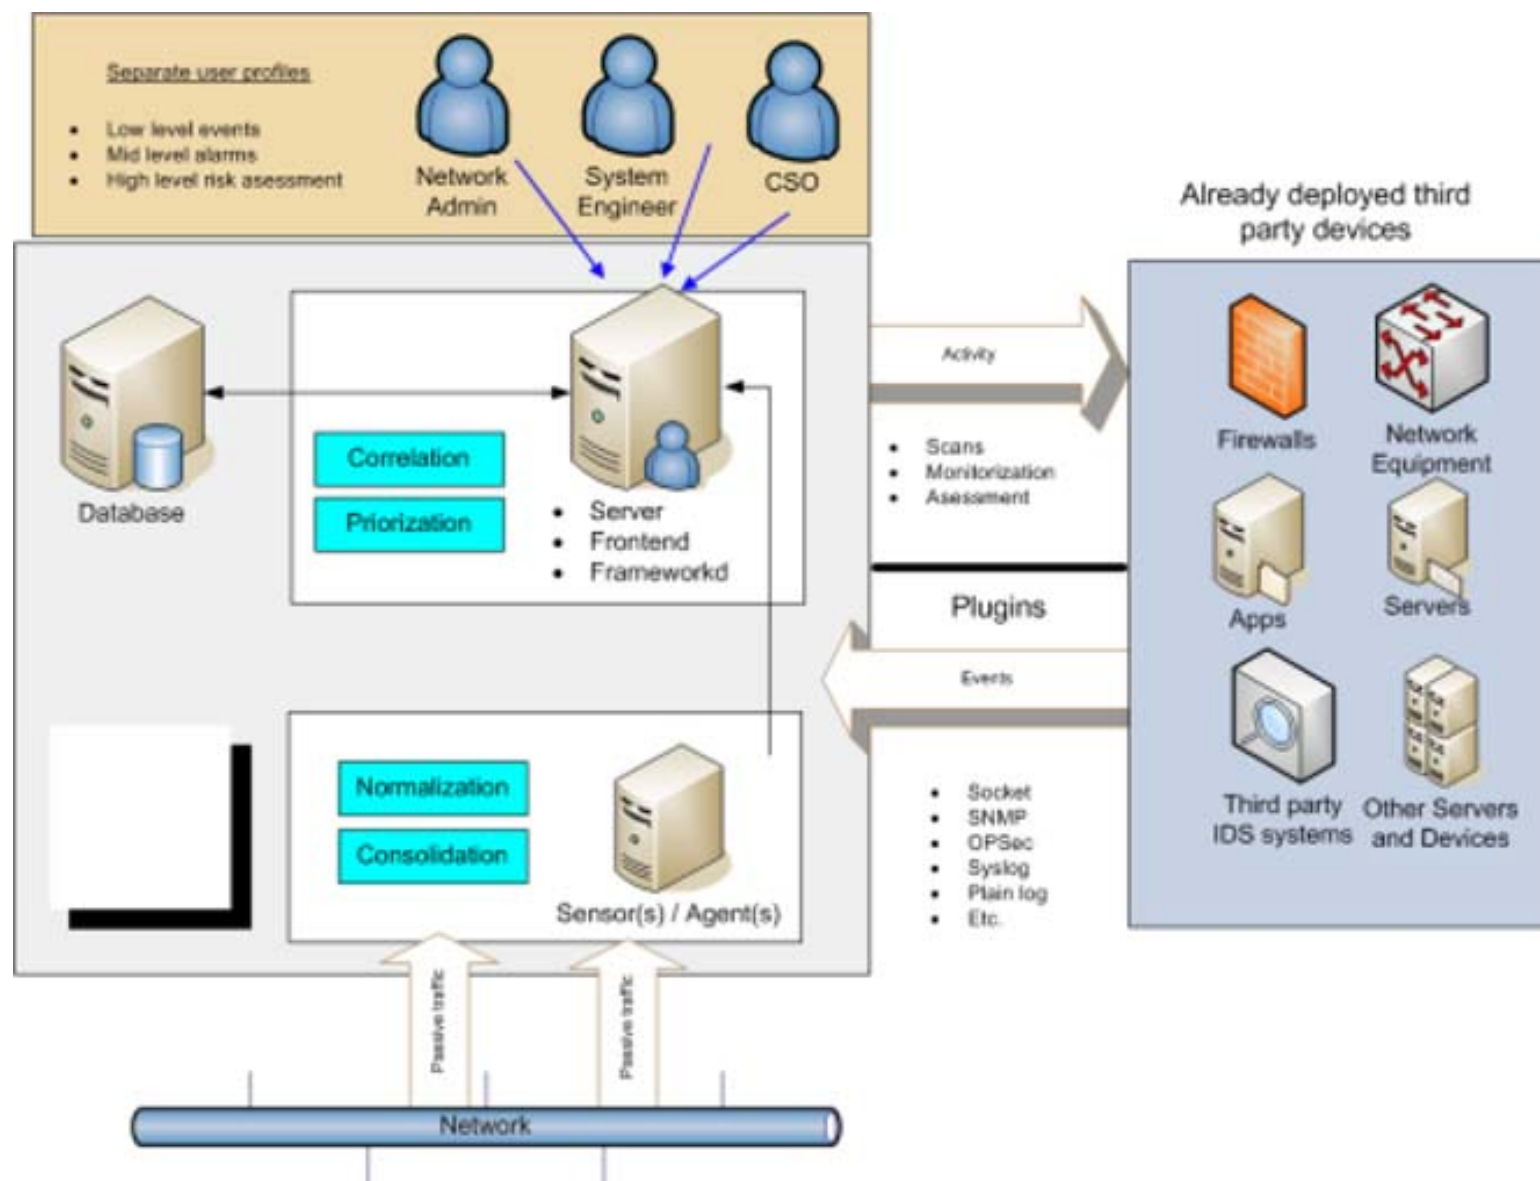 Separate user profiles
Low level events
Mid level alarms
High level risk asessment
Network
Admin
System
Engineer
CSO
Already deployed third
party devices
Database
Correlation
Priorization
Server
Frontend
Frameworkd
Activity
Scans
Monitorization
Asessment
Plugins
Events
Socket
SNMP
OPSec
Syslog
Plain log
Etc.
Firewalls
Network
Equipment
Apps
Servers
Third party
IDS systems
Other Servers
and Devices
Normalization
Consolidation
Sensor(s) / Agent(s)
Passive traffic
Passive traffic
Network